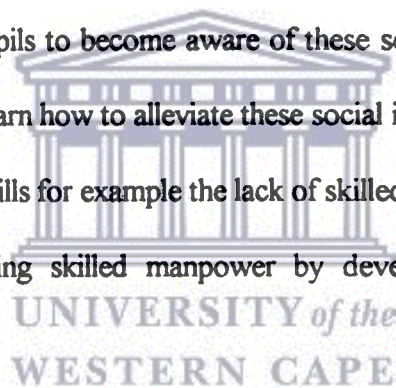 pils to become aware of these so
arn how to alleviate these social i
ills for example the lack of skilled
ing skilled manpower by deve
UNIVERSITY of the
WESTERN CAPE